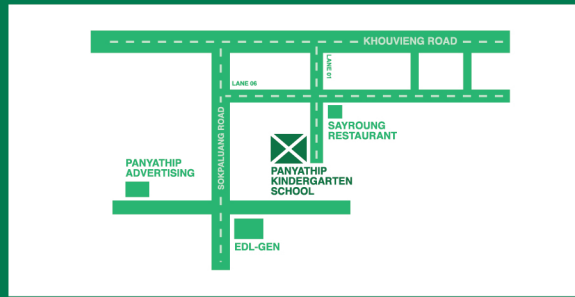 KHOUVIENG ROAD
LANE 01
LANE 06
SOKPALUANG ROAD
SAYROUNG
RESTAURANT
PANYATHIP
ADVERTISING
PANYATHIP
KINDERGARTEN
SCHOOL
EDL-GEN